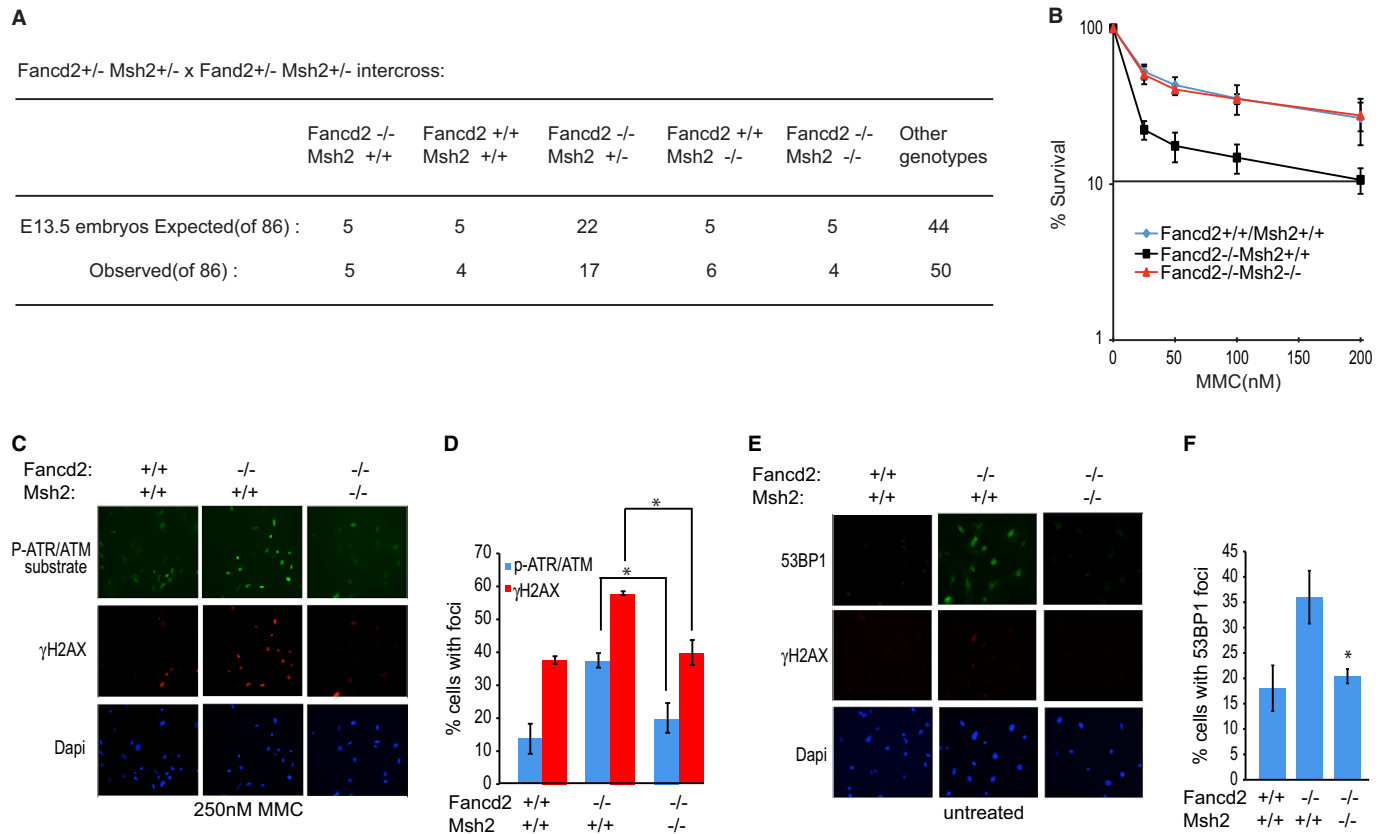 A
Fancd2+/- Msh2+/- x Fand2+/- Msh2+/- intercross:
Fancd2 -/- Fancd2 +/+ Fancd2 -/- Fancd2 +/+ Fancd2 -/- Other
Msh2 +/+ Msh2 +/+ Msh2 +/- Msh2 -/- Msh2 -/- genotypes
E13.5 embryos Expected(of 86) : 5 5 22 5 5 44
Observed(of 86) : 5 4 17 6 4 50
B
100
10
1
% Survival
Fancd2+/+/Msh2+/+
Fancd2-/-Msh2+/+
Fancd2-/-Msh2-/-
0 50 100 150 200
MMC(nM)
C
Fancd2: +/+ -/- -/-
Msh2: +/+ +/+ -/-
P-ATR/ATM
substrate
γH2AX
Dapi
250nM MMC
D
70
60
50
40
30
20
10
0
% cells with foci
p-ATR/ATM
γH2AX
*
*
Fancd2 +/+ -/- -/-
Msh2 +/+ +/+ -/-
E
Fancd2: +/+ -/- -/-
Msh2: +/+ +/+ -/-
53BP1
γH2AX
Dapi
untreated
F
45
40
35
30
25
20
15
10
5
0
% cells with 53BP1 foci
*
Fancd2 +/+ -/- -/-
Msh2 +/+ +/+ -/-